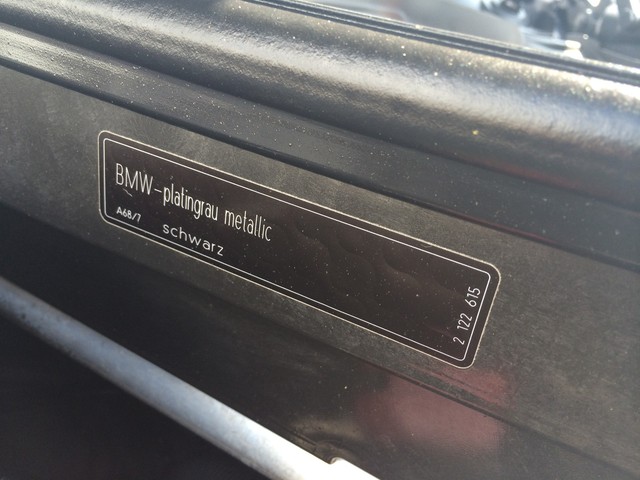 BMW-platingrau metallic
A68/7 schwarz
2 122 615